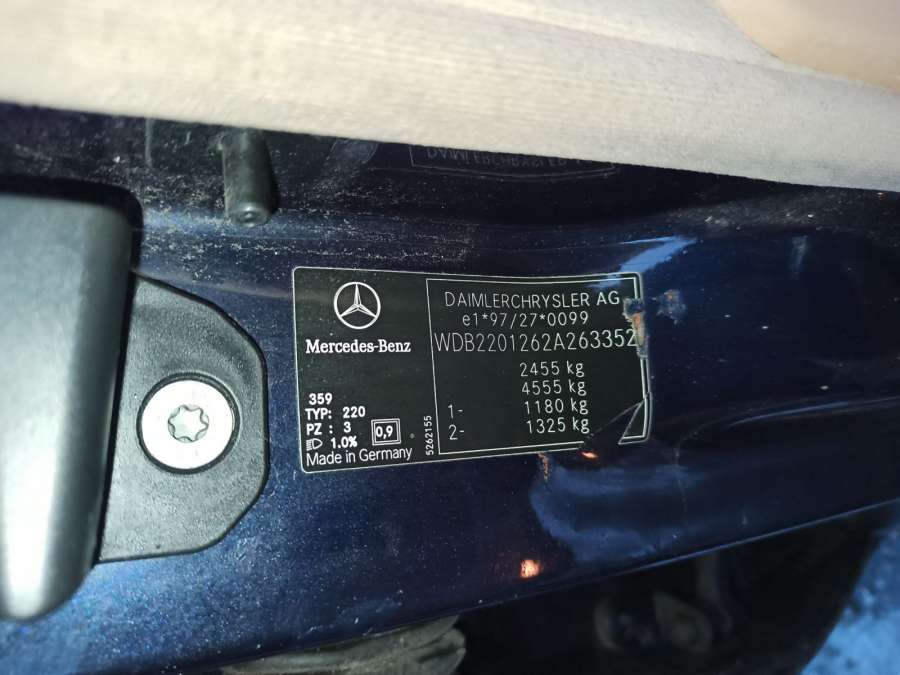 DAIMLERCHRYSLER
Mercedes-Benz
359
TYP: 220
PZ : 3
1.0%
0,9
Made in Germany
5262155
DAIMLERCHRYSLER AG
e1*97/27*0099
WDB2201262A263352
2455 kg
4555 kg
1- 1180 kg
2- 1325 kg